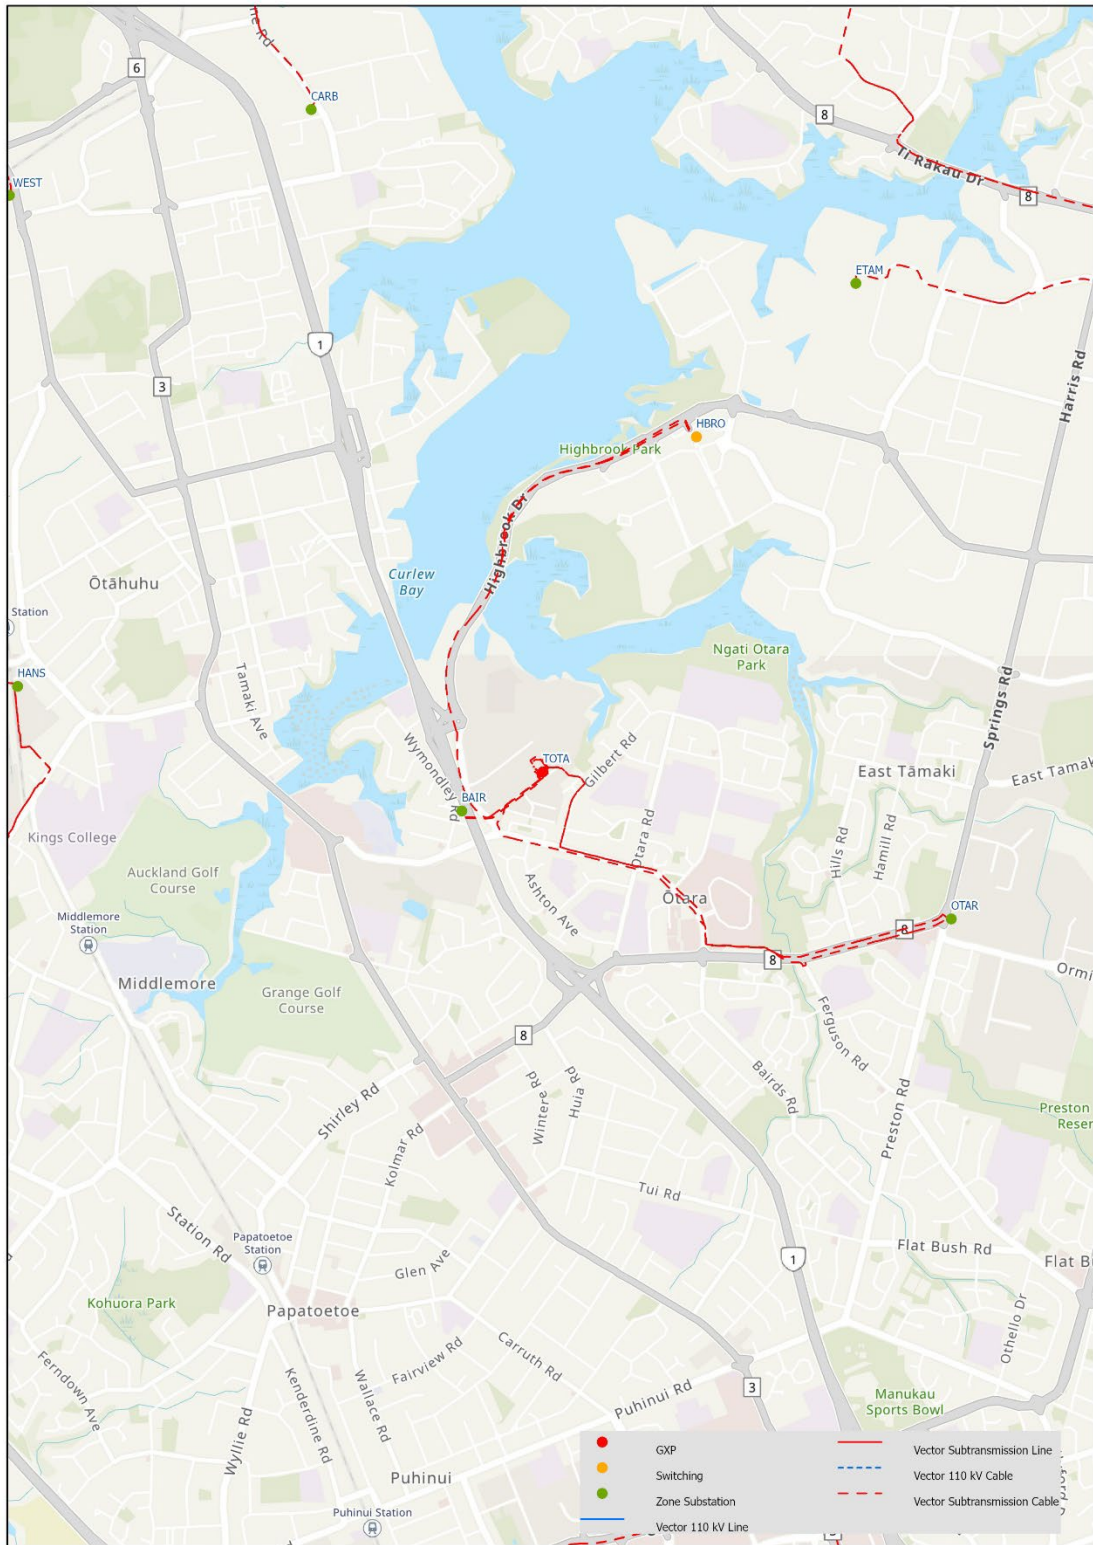 ne Rd
6
CARB
8
Ti Rakau Dr
WEST
8
ETAM
1
3
Harris Rd
HBRO
Highbrook Park
Highbrook Dr
Curlew
Bay
Ōtāhuhu
Station
Ngati Otara
Park
HANS
Tamaki Ave
Springs Rd
Wymondley Rd
TOTA
Gilbert Rd
East Tāmaki
East Tamak
BAIR
Kings College
Otara Rd
Hills Rd
Hamill Rd
Auckland Golf
Course
Ashton Ave
Ōtara
OTAR
Middlemore
Station
8
8
Ormi
Middlemore
Grange Golf
Course
8
Ferguson Rd
Shirley Rd
Wintere Rd
Huia Rd
Bairds Rd
Preston Rd
Preston
Reser
Kolmar Rd
Tui Rd
Station Rd
Papatoetoe
Station
Glen Ave
1
Flat Bush Rd
Flat Bu
Kohuora Park
Papatoetoe
Othello Dr
Ferndown Ave
Carruth Rd
Fairview Rd
Kenderdine Rd
Wallace Rd
Puhinui Rd
3
Manukau
Sports Bowl
Wyllie Rd
Puhinui
Puhinui Station
GXP
Vector Subtransmission Line
Switching
Vector 110 kV Cable
Zone Substation
Vector Subtransmission Cable
Vector 110 kV Line